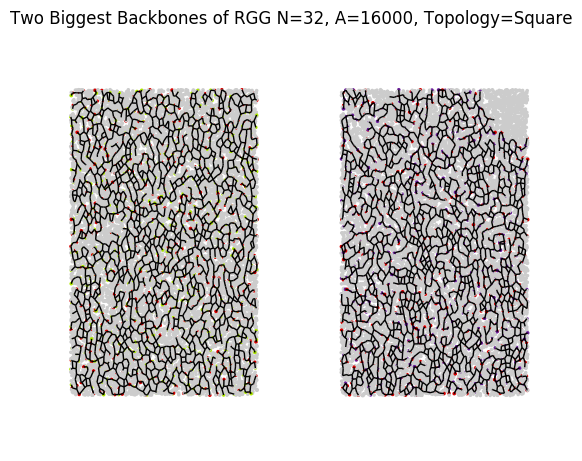 Two Biggest Backbones of RGG N=32, A=16000, Topology=Square